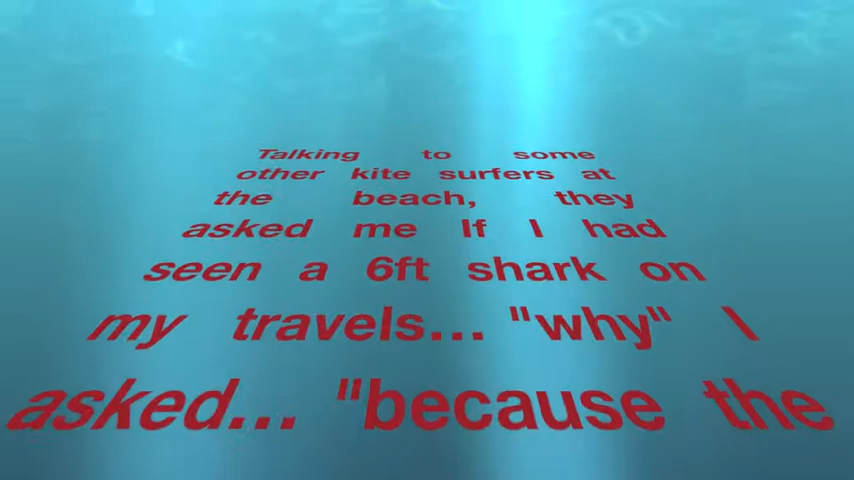 Talking to some
other kite surfers at
the beach, they
asked me If I had
seen a 6ft shark on
my travels... "why" I
asked... "because the